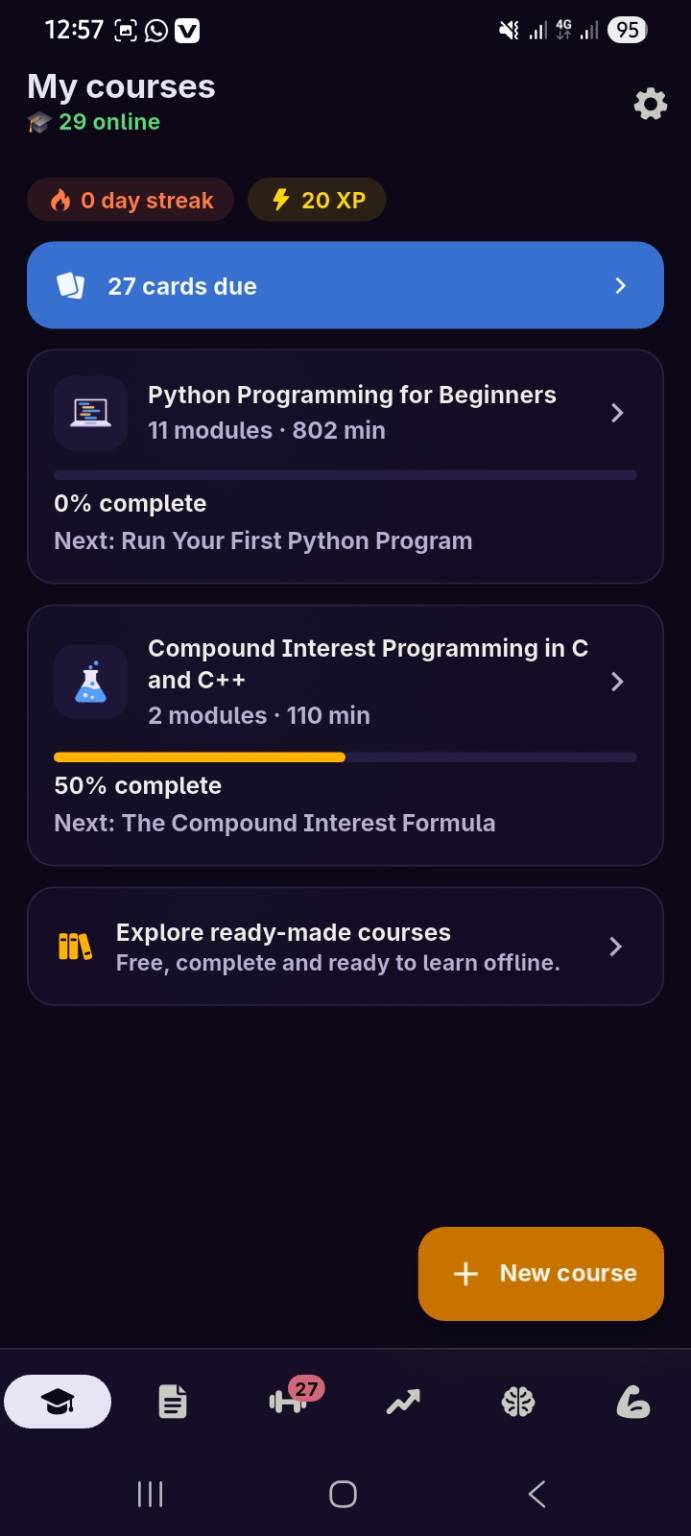 12:57
4G
95
My courses
29 online
0 day streak
20 XP
27 cards due
Python Programming for Beginners
11 modules · 802 min
0% complete
Next: Run Your First Python Program
Compound Interest Programming in C
and C++
2 modules · 110 min
50% complete
Next: The Compound Interest Formula
Explore ready-made courses
Free, complete and ready to learn offline.
New course
27